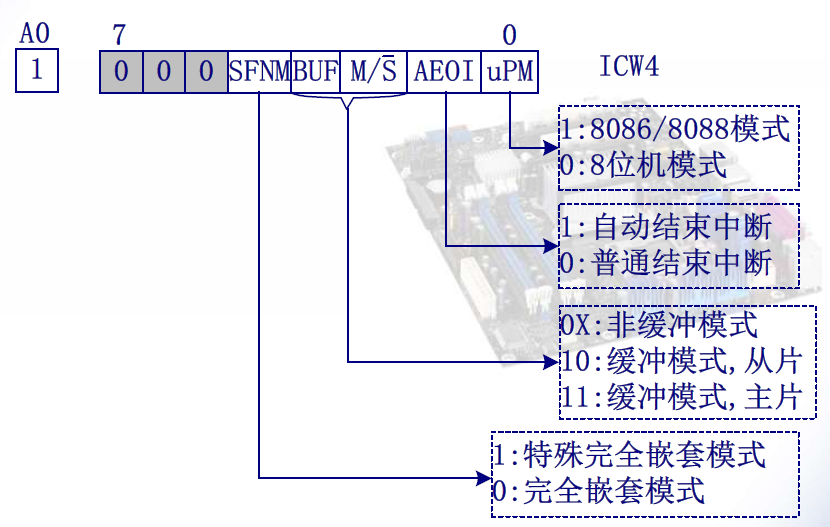 A0 7 0
1 0 0 0 SFNM BUF M/S̅ AEOI uPM ICW4
1:8086/8088模式
0:8位机模式
1:自动结束中断
0:普通结束中断
0X:非缓冲模式
10:缓冲模式,从片
11:缓冲模式,主片
1:特殊完全嵌套模式
0:完全嵌套模式